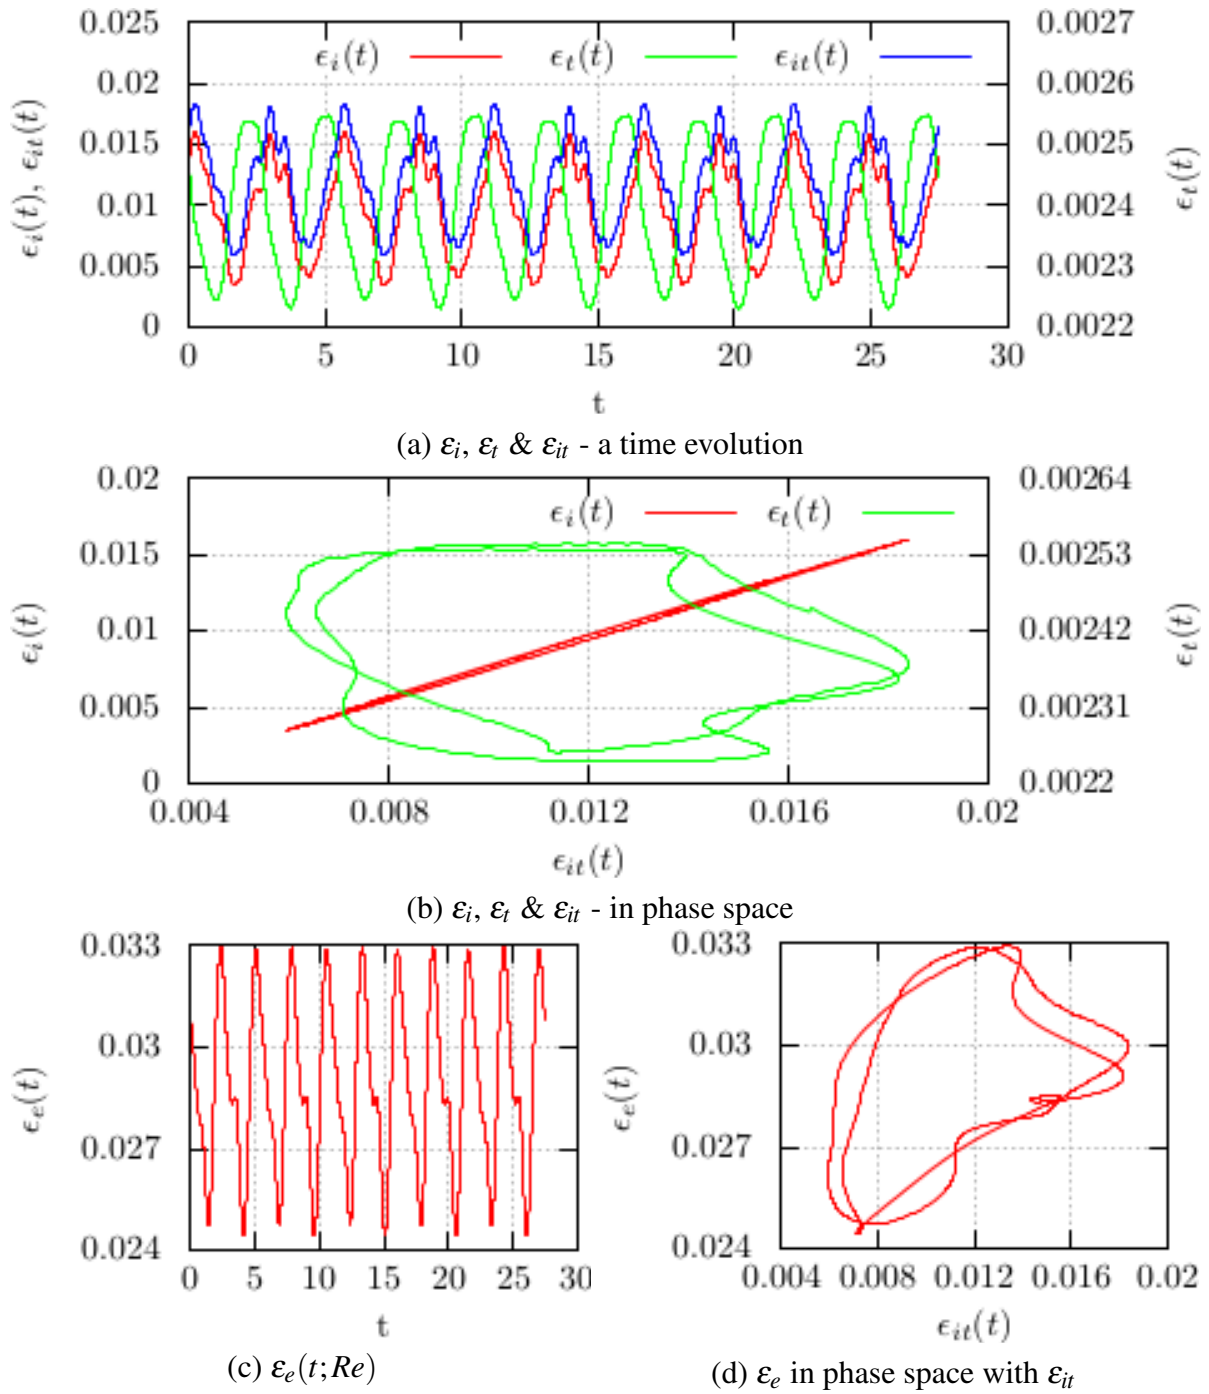 0.025 0.0027
ϵi(t) ϵt(t) ϵit(t)
0.02 0.0026
0.015 0.0025
0.01 0.0024
0.005 0.0023
0 0.0022
ϵi(t), ϵit(t)
ϵt(t)
0 5 10 15 20 25 30
t
(a) εi, εt & εit - a time evolution
0.02 0.00264
ϵi(t) ϵt(t)
0.015 0.00253
0.01 0.00242
0.005 0.00231
0 0.0022
ϵi(t)
ϵt(t)
0.004 0.008 0.012 0.016 0.02
ϵit(t)
(b) εi, εt & εit - in phase space
0.033
0.03
0.027
0.024
ϵe(t)
0 5 10 15 20 25 30
t
(c) εe(t;Re)
0.033
0.03
0.027
0.024
ϵe(t)
0.004 0.008 0.012 0.016 0.02
ϵit(t)
(d) εe in phase space with εit